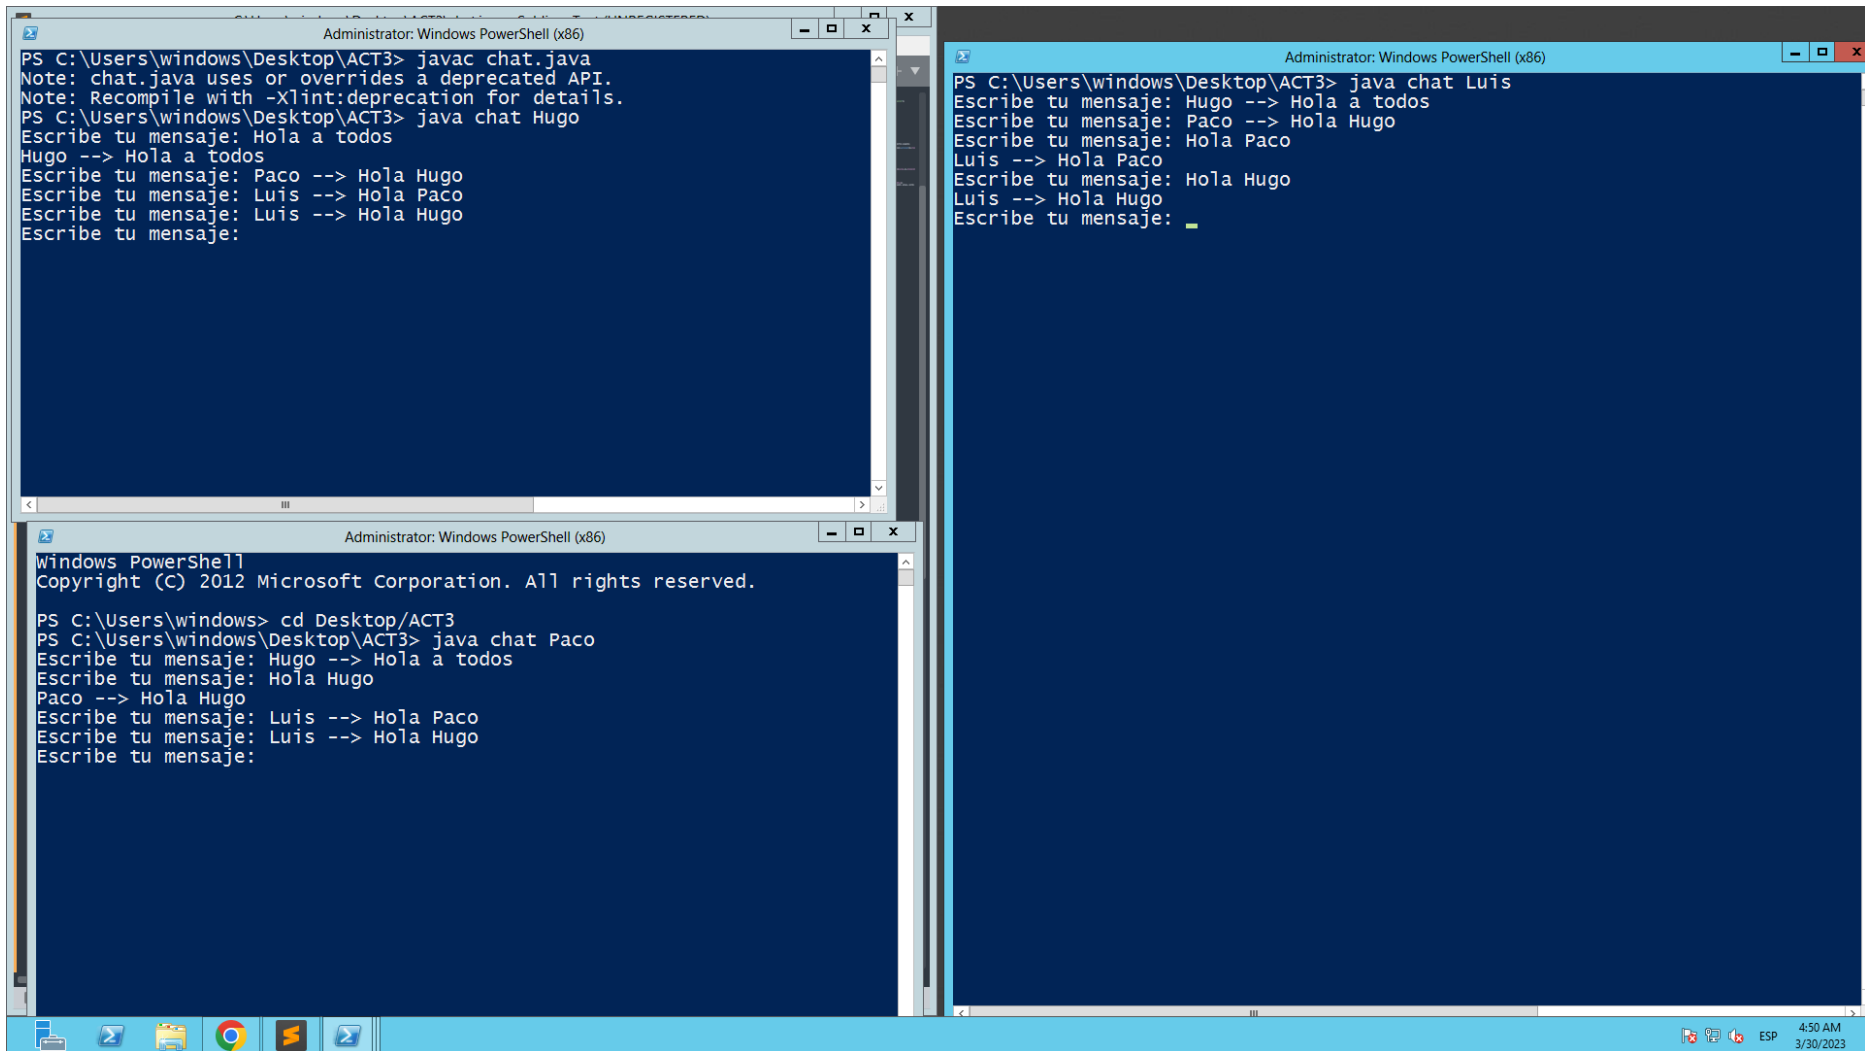 Administrator: Windows PowerShell (x86)
PS C:\Users\windows\Desktop\ACT3> javac chat.java
Note: chat.java uses or overrides a deprecated API.
Note: Recompile with -Xlint:deprecation for details.
PS C:\Users\windows\Desktop\ACT3> java chat Hugo
Escribe tu mensaje: Hola a todos
Hugo --> Hola a todos
Escribe tu mensaje: Paco --> Hola Hugo
Escribe tu mensaje: Luis --> Hola Paco
Escribe tu mensaje: Luis --> Hola Hugo
Escribe tu mensaje:
Administrator: Windows PowerShell (x86)
Windows PowerShell
Copyright (C) 2012 Microsoft Corporation. All rights reserved.
PS C:\Users\windows> cd Desktop/ACT3
PS C:\Users\windows\Desktop\ACT3> java chat Paco
Escribe tu mensaje: Hugo --> Hola a todos
Escribe tu mensaje: Hola Hugo
Paco --> Hola Hugo
Escribe tu mensaje: Luis --> Hola Paco
Escribe tu mensaje: Luis --> Hola Hugo
Escribe tu mensaje:
Administrator: Windows PowerShell (x86)
PS C:\Users\windows\Desktop\ACT3> java chat Luis
Escribe tu mensaje: Hugo --> Hola a todos
Escribe tu mensaje: Paco --> Hola Hugo
Escribe tu mensaje: Hola Paco
Luis --> Hola Paco
Escribe tu mensaje: Hola Hugo
Luis --> Hola Hugo
Escribe tu mensaje:
ESP
4:50 AM
3/30/2023